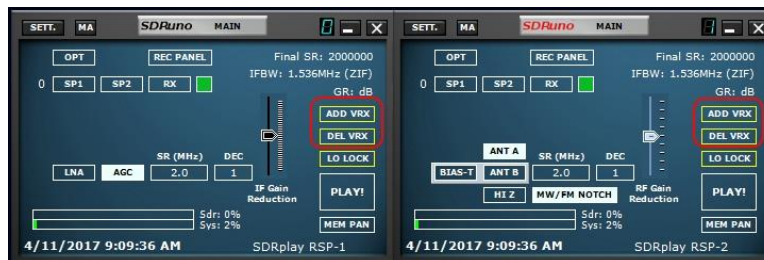 SETT. MA SDRuno MAIN 0
OPT REC PANEL Final SR: 2000000
IFBW: 1.536MHz (ZIF)
0 SP1 SP2 RX GR: dB
ADD VRX
DEL VRX
SR (MHz) DEC LO LOCK
LNA AGC 2.0 1
IF Gain Reduction PLAY!
Sdr: 0%
Sys: 2% MEM PAN
4/11/2017 9:09:36 AM SDRplay RSP-1
SETT. MA SDRuno MAIN 1
OPT REC PANEL Final SR: 2000000
IFBW: 1.536MHz (ZIF)
0 SP1 SP2 RX GR: dB
ADD VRX
DEL VRX
ANT A SR (MHz) DEC LO LOCK
BIAS-T ANT B 2.0 1
HI Z MW/FM NOTCH RF Gain Reduction PLAY!
Sdr: 0%
Sys: 2% MEM PAN
4/11/2017 9:09:36 AM SDRplay RSP-2